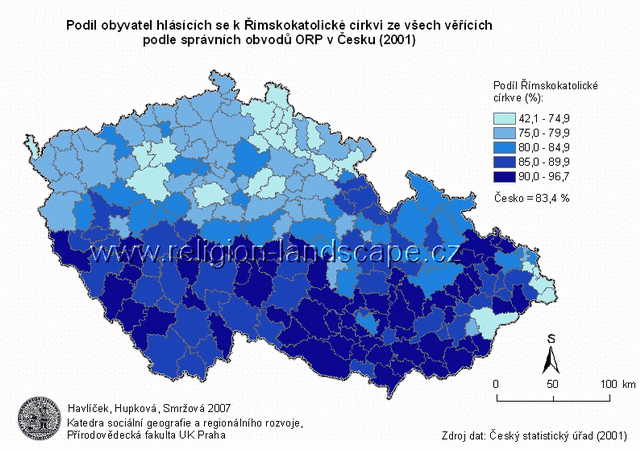 Podíl obyvatel hlásících se k Římskokatolické církvi ze všech věřících
podle správních obvodů ORP v Česku (2001)
Podíl Římskokatolické
církve (%):
42,1 - 74,9
75,0 - 79,9
80,0 - 84,9
85,0 - 89,9
90,0 - 96,7
Česko = 83,4 %
www.religion-landscape.cz
S
0 50 100 km
Havlíček, Hupková, Smržová 2007
Katedra sociální geografie a regionálního rozvoje,
Přírodovědecká fakulta UK Praha
Zdroj dat: Český statistický úřad (2001)